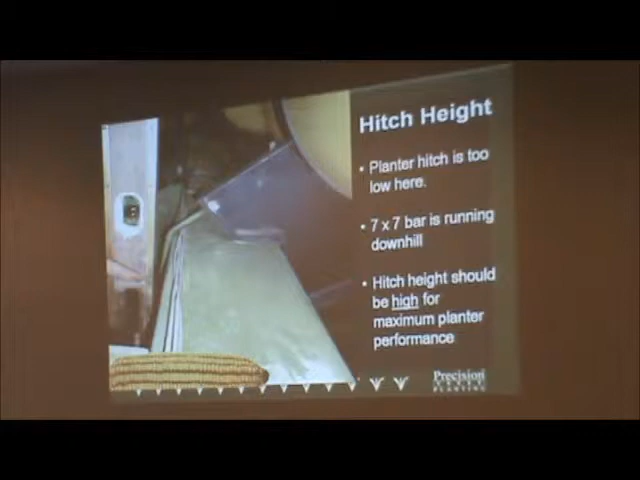 Hitch Height
• Planter hitch is too
low here.
• 7 x 7 bar is running
downhill
• Hitch height should
be high for
maximum planter
performance
Precision
PLANTING